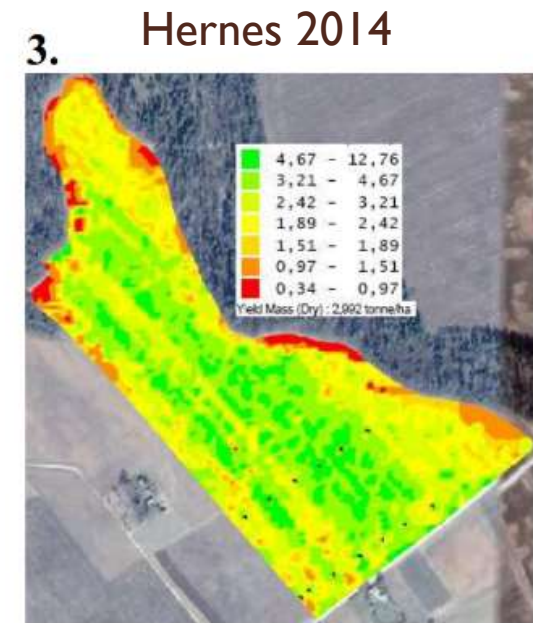 Hernes 2014
3.
4,67 - 12,76
3,21 - 4,67
2,42 - 3,21
1,89 - 2,42
1,51 - 1,89
0,97 - 1,51
0,34 - 0,97
Yield Mass (Dry) : 2,992 tonne/ha